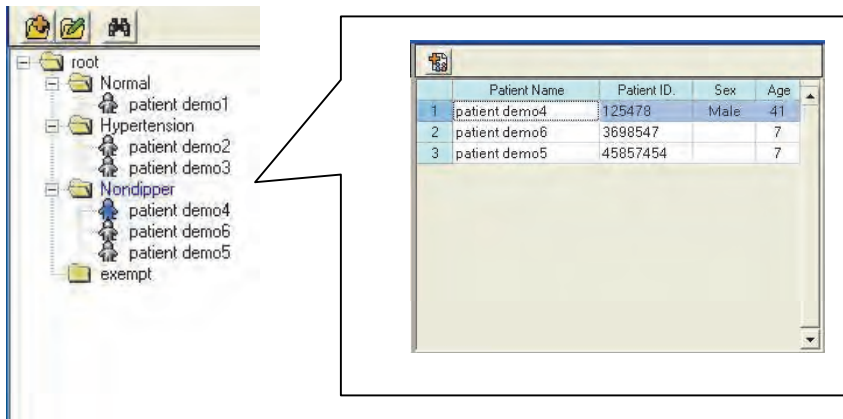 root
Normal
patient demo1
Hypertension
patient demo2
patient demo3
Nondipper
patient demo4
patient demo6
patient demo5
exempt
Patient Name Patient ID. Sex Age
1 patient demo4 125478 Male 41
2 patient demo6 3698547 7
3 patient demo5 45857454 7